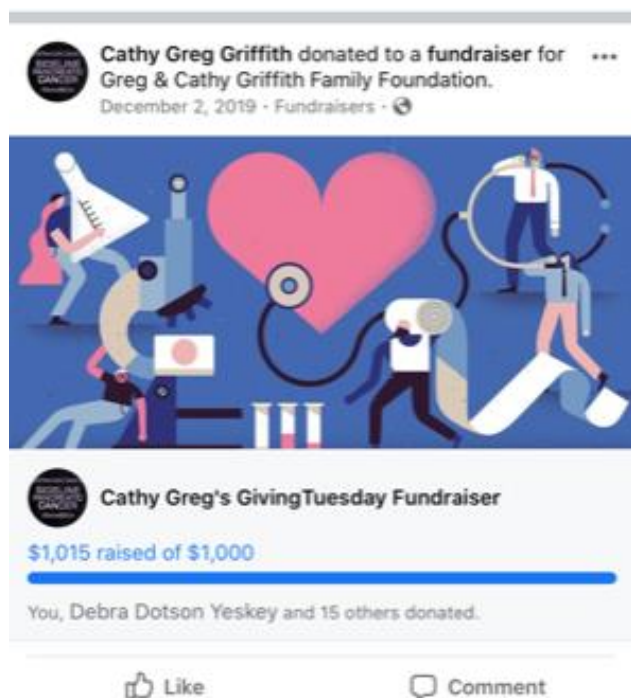 Cathy Greg Griffith donated to a fundraiser for
Greg & Cathy Griffith Family Foundation.
December 2, 2019 · Fundraisers ·
Cathy Greg's GivingTuesday Fundraiser
$1,015 raised of $1,000
You, Debra Dotson Yeskey and 15 others donated.
Like
Comment